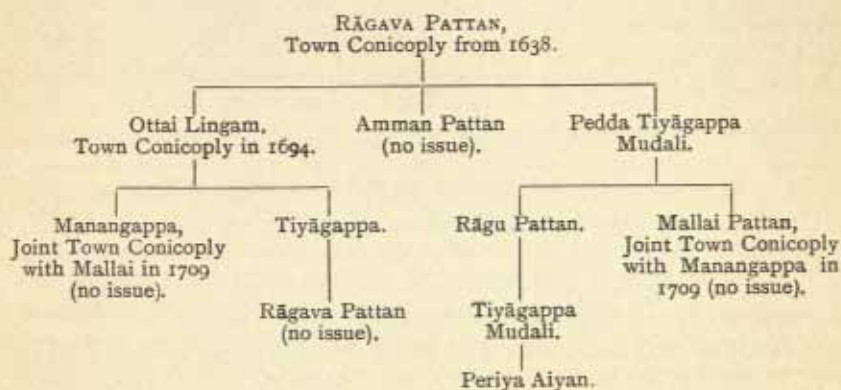 RĀGAVA PATTAN,
Town Conicoply from 1638.
Ottai Lingam,
Town Conicoply in 1694.
Amman Pattan
(no issue).
Pedda Tiyāgappa
Mudali.
Manangappa,
Joint Town Conicoply
with Mallai in 1709
(no issue).
Tiyāgappa.
Rāgu Pattan.
Mallai Pattan,
Joint Town Conicoply
with Manangappa in
1709 (no issue).
Rāgava Pattan
(no issue).
Tiyāgappa
Mudali.
Periya Aiyan.